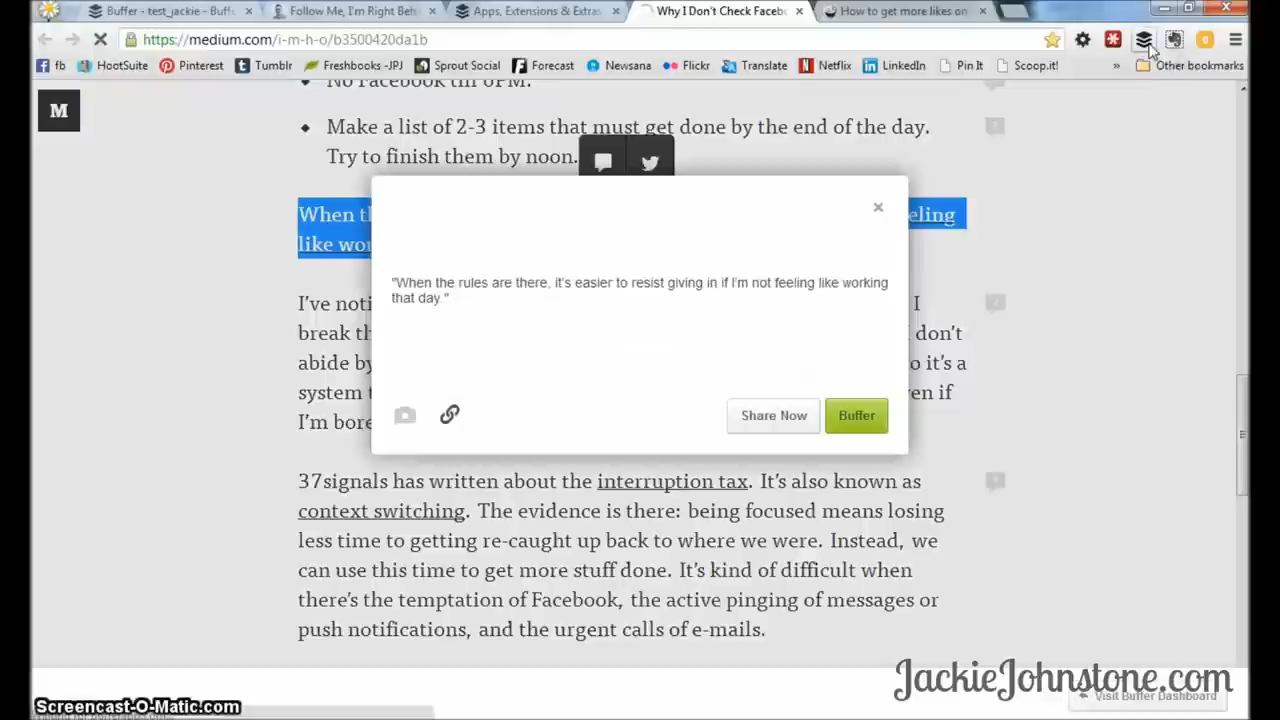 Buffer - test_jackie - Buff
Follow Me, I'm Right Beh
Apps, Extensions & Extras
Why I Don't Check Faceb
How to get more likes on
https://medium.com/i-m-h-o/b3500420da1b
fb
HootSuite
Pinterest
Tumblr
Freshbooks -JPJ
Sprout Social
Forecast
Newsana
Flickr
Translate
Netflix
LinkedIn
Pin It
Scoop.it!
»
Other bookmarks
M
No Facebook till 6PM.
Make a list of 2-3 items that must get done by the end of the day.
Try to finish them by noon.
When th
eeling
like wor
"When the rules are there, it's easier to resist giving in if I'm not feeling like working
that day."
Share Now
Buffer
I've noti
I
break th
don't
abide by
o it's a
system t
en if
I'm bore
37signals has written about the interruption tax. It's also known as
context switching. The evidence is there: being focused means losing
less time to getting re-caught up back to where we were. Instead, we
can use this time to get more stuff done. It's kind of difficult when
there's the temptation of Facebook, the active pinging of messages or
push notifications, and the urgent calls of e-mails.
JackieJohnstone.com
Visit Buffer Dashboard
Screencast-O-Matic.com